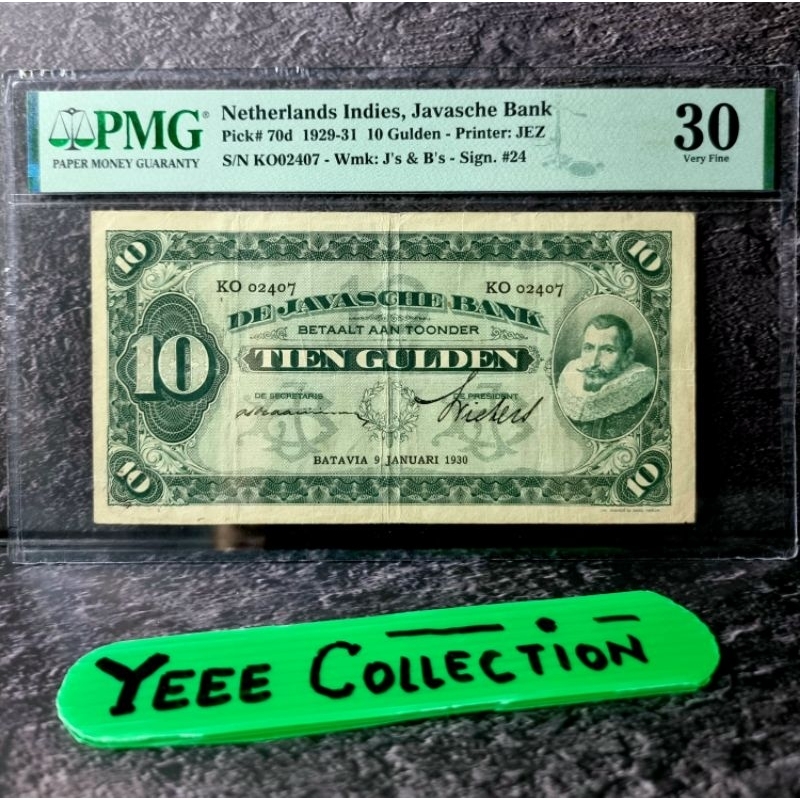 PMG
PAPER MONEY GUARANTY
Netherlands Indies, Javasche Bank
Pick# 70d 1929-31 10 Gulden - Printer: JEZ
S/N KO02407 - Wmk: J's & B's - Sign. #24
30
Very Fine
10 10
KO 02407 KO 02407
DE JAVASCHE BANK
BETAALT AAN TOONDER
10
TIEN GULDEN
DE SECRETARIS DE PRESIDENT
BATAVIA 9 JANUARI 1930
10 10
YEEE COLLECTION